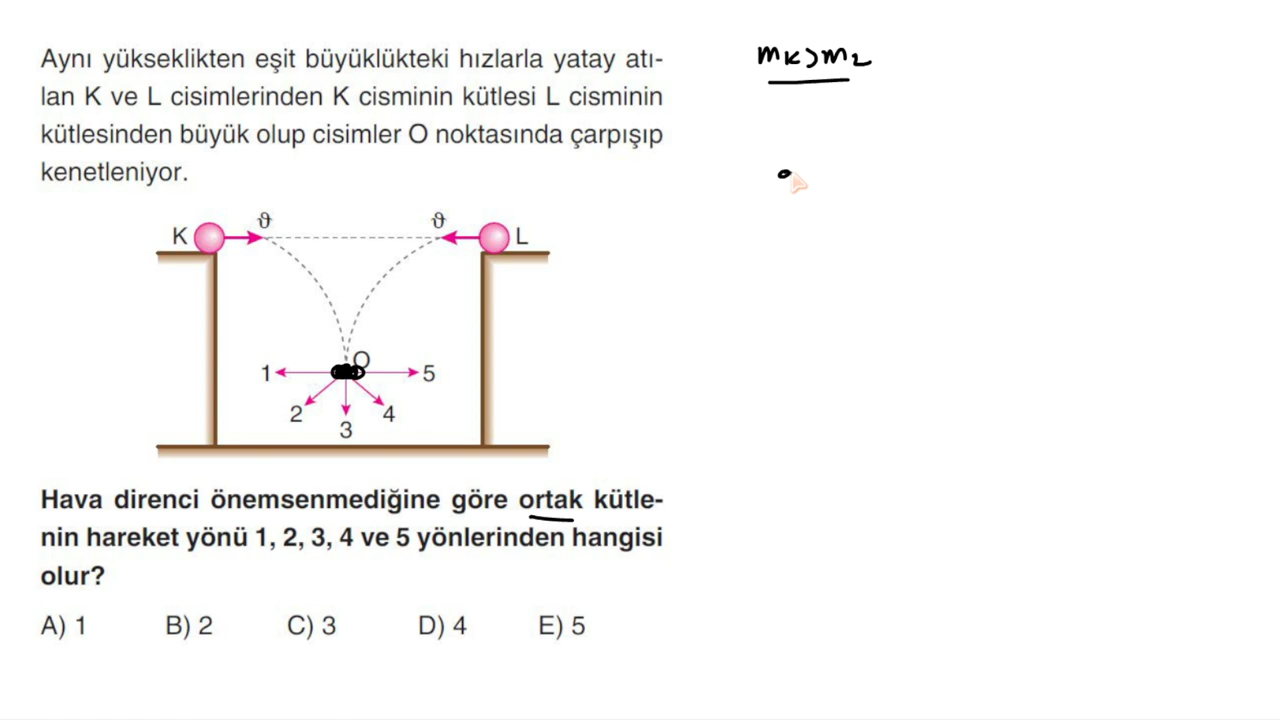 Aynı yükseklikten eşit büyüklükteki hızlarla yatay atı-
lan K ve L cisimlerinden K cisminin kütlesi L cisminin
kütlesinden büyük olup cisimler O noktasında çarpışıp
kenetleniyor.
mK>mL
K ϑ ϑ L
O
1 5
2 4
3
Hava direnci önemsenmediğine göre ortak kütle-
nin hareket yönü 1, 2, 3, 4 ve 5 yönlerinden hangisi
olur?
A) 1 B) 2 C) 3 D) 4 E) 5